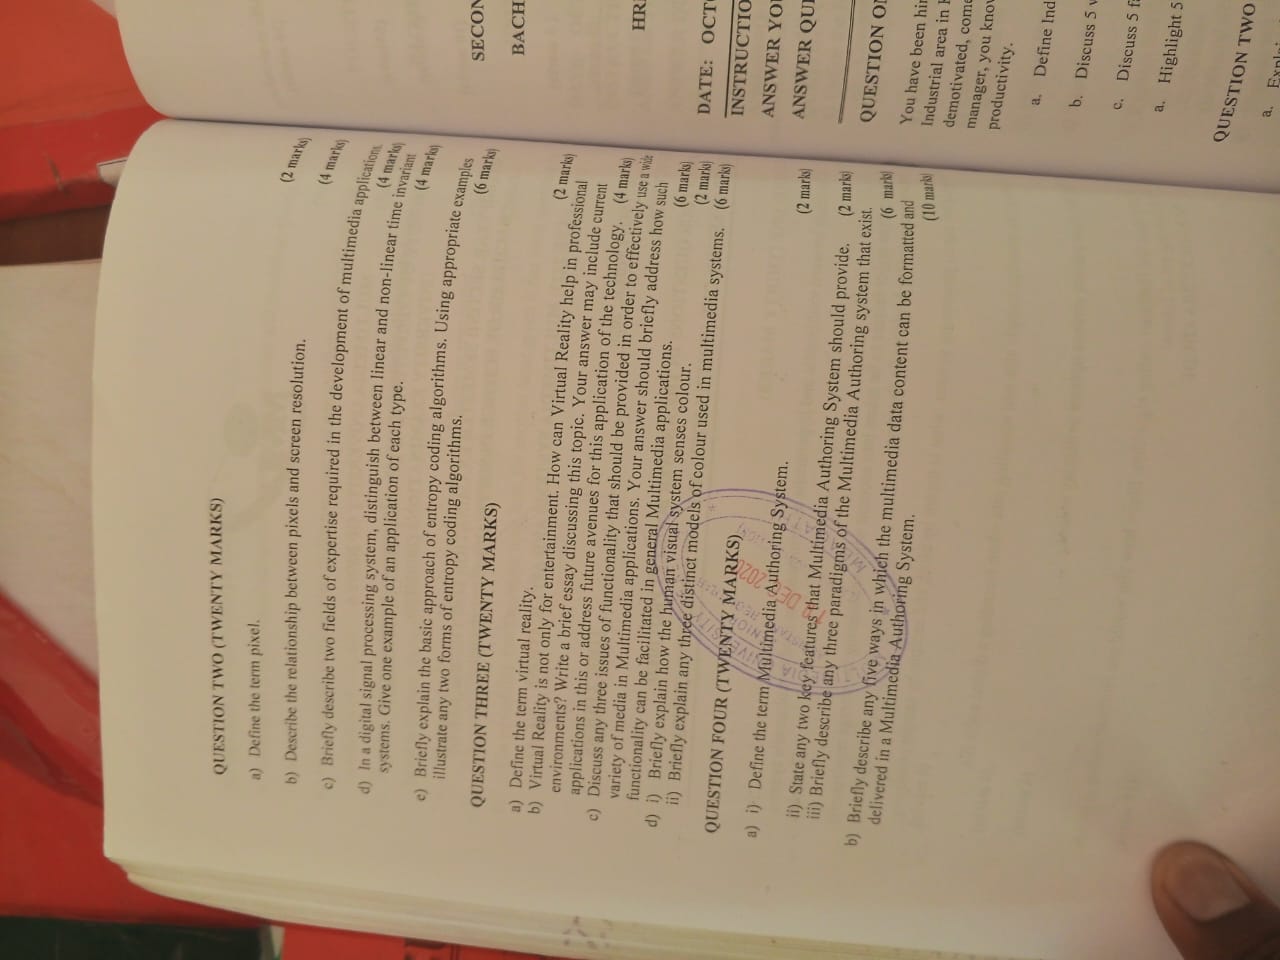 QUESTION TWO (TWENTY MARKS)
a) Define the term pixel.
(2 marks)
b) Describe the relationship between pixels and screen resolution.
(4 marks)
c) Briefly describe two fields of expertise required in the development of multimedia applications.
(4 marks)
d) In a digital signal processing system, distinguish between linear and non-linear time invariant
systems. Give one example of an application of each type.
(4 marks)
e) Briefly explain the basic approach of entropy coding algorithms. Using appropriate examples
illustrate any two forms of entropy coding algorithms.
(6 marks)
QUESTION THREE (TWENTY MARKS)
a) Define the term virtual reality.
(2 marks)
b) Virtual Reality is not only for entertainment. How can Virtual Reality help in professional
environments? Write a brief essay discussing this topic. Your answer may include current
applications in this or address future avenues for this application of the technology. (4 marks)
c) Discuss any three issues of functionality that should be provided in order to effectively use a wide
variety of media in Multimedia applications. Your answer should briefly address how such
functionality can be facilitated in general Multimedia applications.
(6 marks)
d) i) Briefly explain how the human visual system senses colour.
(2 marks)
ii) Briefly explain any three distinct models of colour used in multimedia systems. (6 marks)
QUESTION FOUR (TWENTY MARKS)
a) i) Define the term Multimedia Authoring System.
(2 marks)
ii) State any two key features that Multimedia Authoring System should provide. (2 marks)
iii) Briefly describe any three paradigms of the Multimedia Authoring system that exist.
(6 marks)
b) Briefly describe any five ways in which the multimedia data content can be formatted and
delivered in a Multimedia Authoring System.
(10 marks)
DEC 2020
SECON
BACH
HR
DATE: OCT
INSTRUCTIO
ANSWER YO
ANSWER QUE
QUESTION ON
You have been hir
Industrial area in
demotivated, come
manager, you know
productivity.
a. Define Ind
b. Discuss 5
c. Discuss 5 f
a. Highlight 5
QUESTION TWO
a. Expl